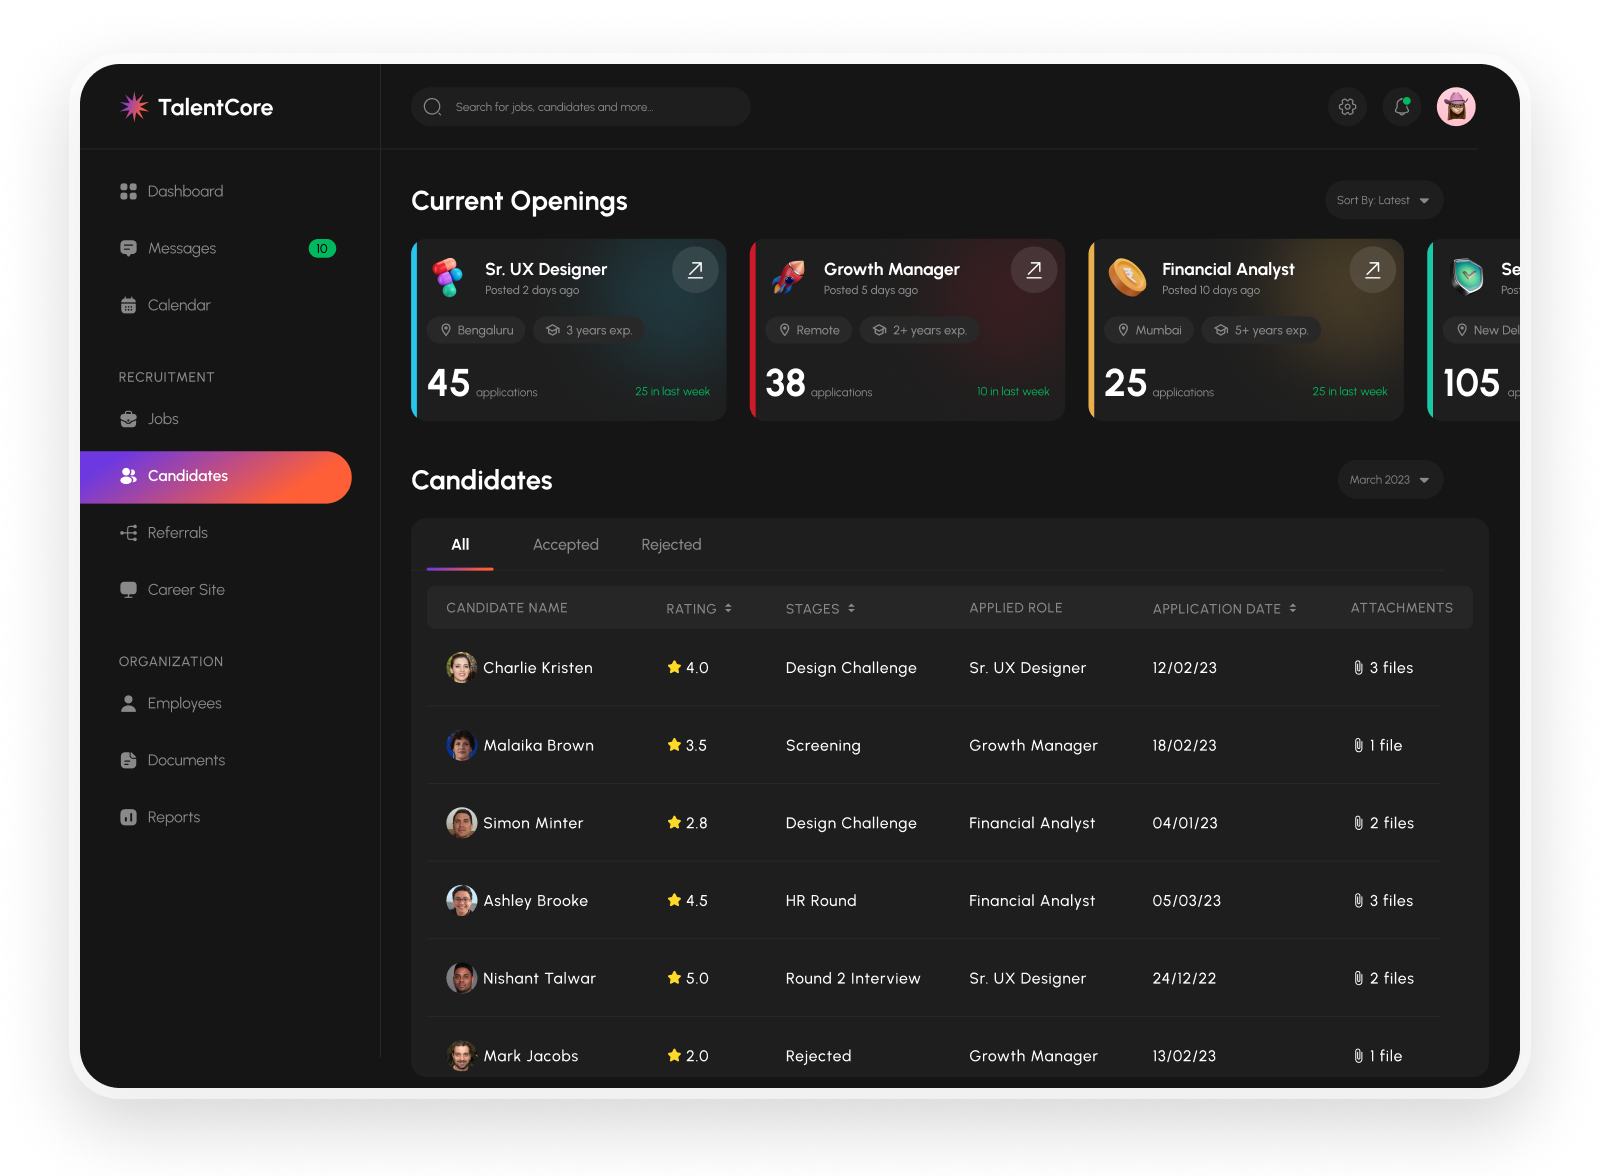 TalentCore
Search for jobs, candidates and more...
Dashboard
Messages 10
Calendar
RECRUITMENT
Jobs
Candidates
Referrals
Career Site
ORGANIZATION
Employees
Documents
Reports
Current Openings
Sort By: Latest
Sr. UX Designer
Posted 2 days ago
Bengaluru 3 years exp.
45 applications 25 in last week
Growth Manager
Posted 5 days ago
Remote 2+ years exp.
38 applications 10 in last week
Financial Analyst
Posted 10 days ago
Mumbai 5+ years exp.
25 applications 25 in last week
Se
Pos
New Del
105 ap
Candidates
March 2023
All Accepted Rejected
CANDIDATE NAME RATING STAGES APPLIED ROLE APPLICATION DATE ATTACHMENTS
Charlie Kristen 4.0 Design Challenge Sr. UX Designer 12/02/23 3 files
Malaika Brown 3.5 Screening Growth Manager 18/02/23 1 file
Simon Minter 2.8 Design Challenge Financial Analyst 04/01/23 2 files
Ashley Brooke 4.5 HR Round Financial Analyst 05/03/23 3 files
Nishant Talwar 5.0 Round 2 Interview Sr. UX Designer 24/12/22 2 files
Mark Jacobs 2.0 Rejected Growth Manager 13/02/23 1 file